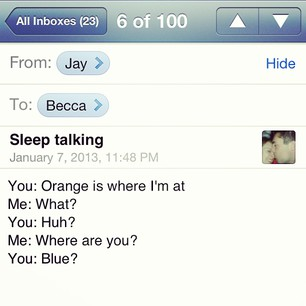 All Inboxes (23) 6 of 100
From: Jay Hide
To: Becca
Sleep talking
January 7, 2013, 11:48 PM
You: Orange is where I'm at
Me: What?
You: Huh?
Me: Where are you?
You: Blue?